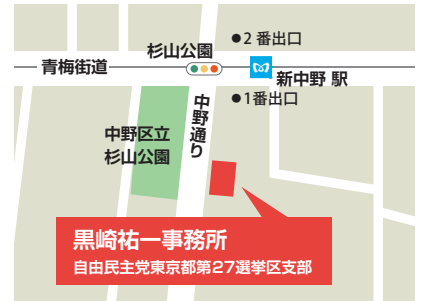 杉山公園
●2番出口
青梅街道
新中野 駅
●1番出口
中野通り
中野区立
杉山公園
黒崎祐一事務所
自由民主党東京都第27選挙区支部